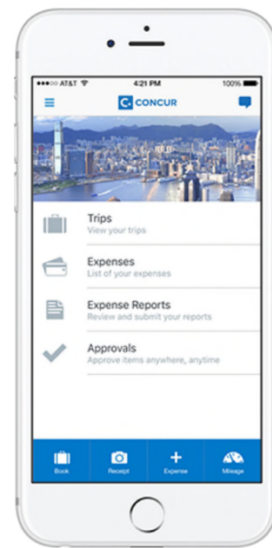 AT&T 4:21 PM 100%
C. CONCUR
Trips
View your trips
Expenses
List of your expenses
Expense Reports
Review and submit your reports
Approvals
Approve items anywhere, anytime
Book Receipt Expense Mileage